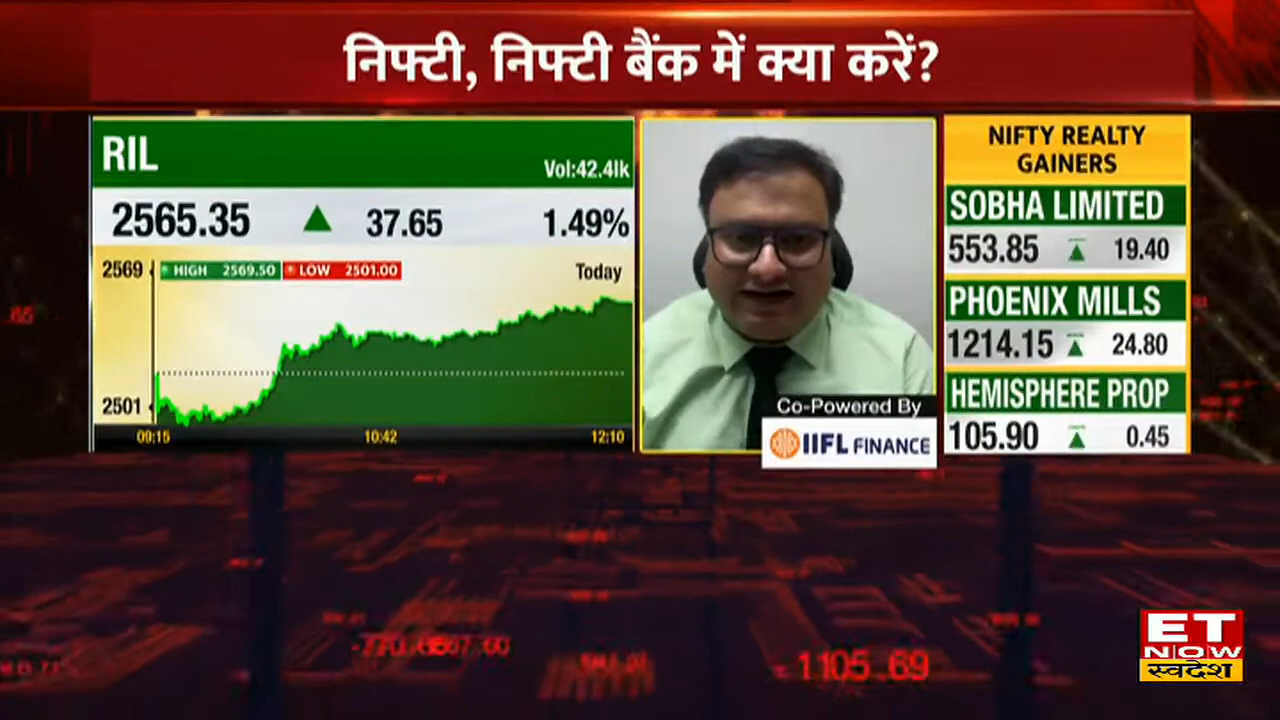 निफ्टी, निफ्टी बैंक में क्या करें?
RIL
Vol:42.4lk
2565.35 ▲ 37.65 1.49%
2569
HIGH 2569.50 LOW 2501.00
Today
2501
09:15 10:42 12:10
Co-Powered By
IIFL FINANCE
NIFTY REALTY
GAINERS
SOBHA LIMITED
553.85 ▲ 19.40
PHOENIX MILLS
1214.15 ▲ 24.80
HEMISPHERE PROP
105.90 ▲ 0.45
1105.69
ET
NOW
स्वदेश